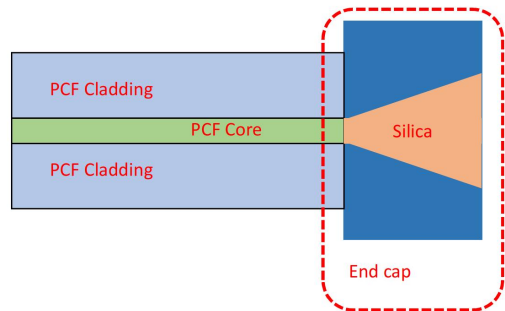 PCF Cladding
PCF Core
Silica
PCF Cladding
End cap